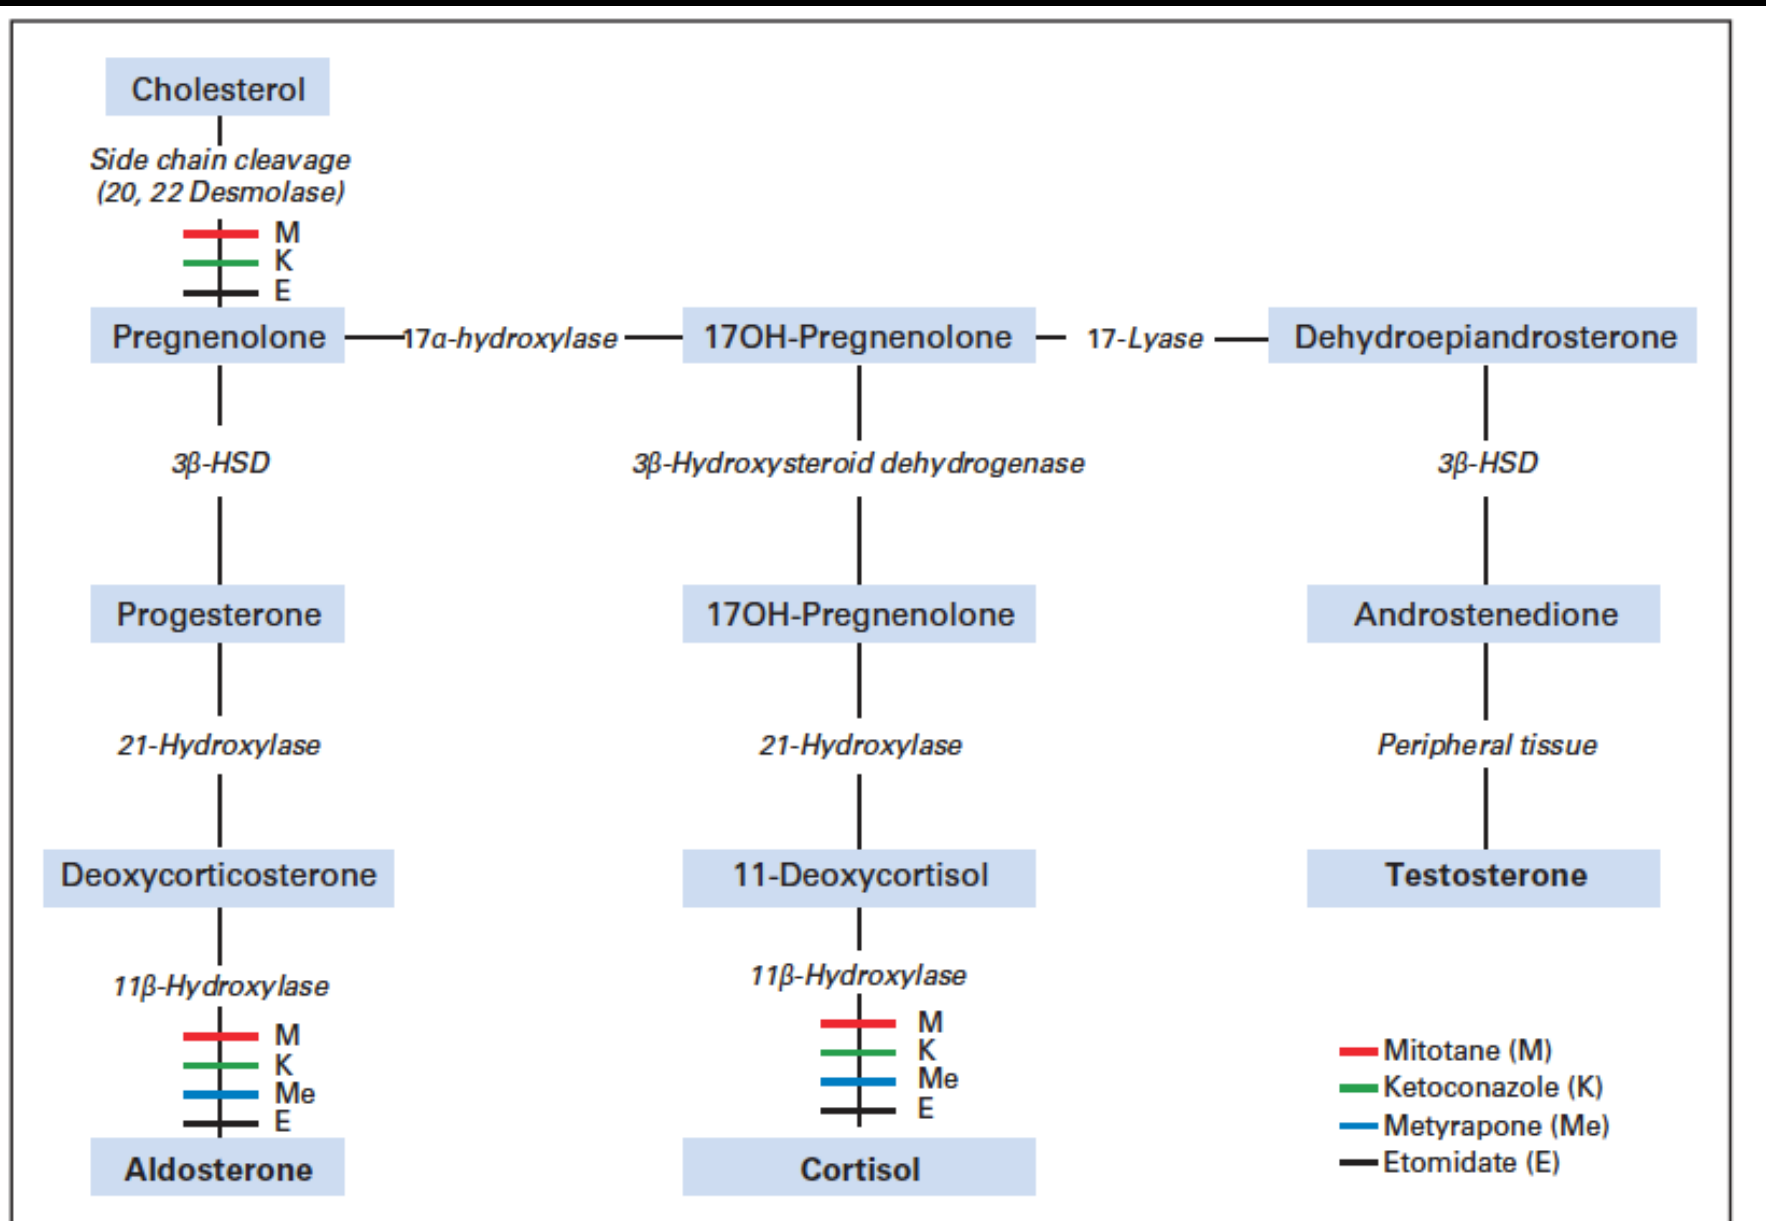 Cholesterol
Side chain cleavage
(20, 22 Desmolase)
M
K
E
Pregnenolone
17α-hydroxylase
17OH-Pregnenolone
17-Lyase
Dehydroepiandrosterone
3β-HSD
3β-Hydroxysteroid dehydrogenase
3β-HSD
Progesterone
17OH-Pregnenolone
Androstenedione
21-Hydroxylase
21-Hydroxylase
Peripheral tissue
Deoxycorticosterone
11-Deoxycortisol
Testosterone
11β-Hydroxylase
M
K
Me
E
11β-Hydroxylase
M
K
Me
E
Mitotane (M)
Ketoconazole (K)
Metyrapone (Me)
Etomidate (E)
Aldosterone
Cortisol